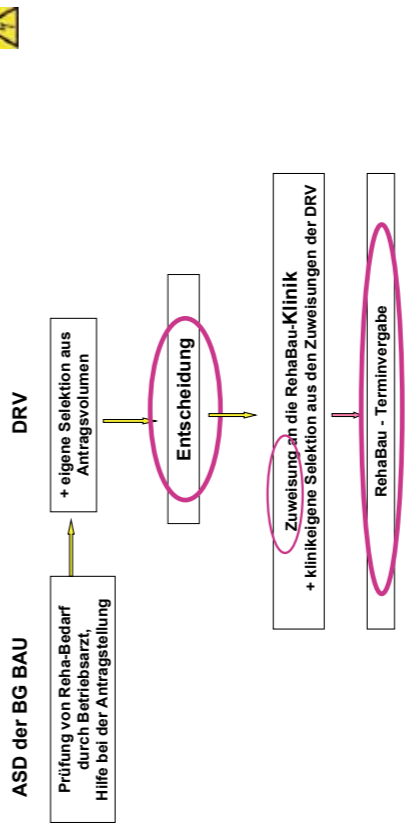 ASD der BG BAU
DRV
Prüfung von Reha-Bedarf
durch Betriebsarzt,
Hilfe bei der Antragstellung
+ eigene Selektion aus
Antragsvolumen
Entscheidung
Zuweisung an die RehaBau-Klinik
+ klinikeigene Selektion aus den Zuweisungen der DRV
RehaBau - Terminvergabe